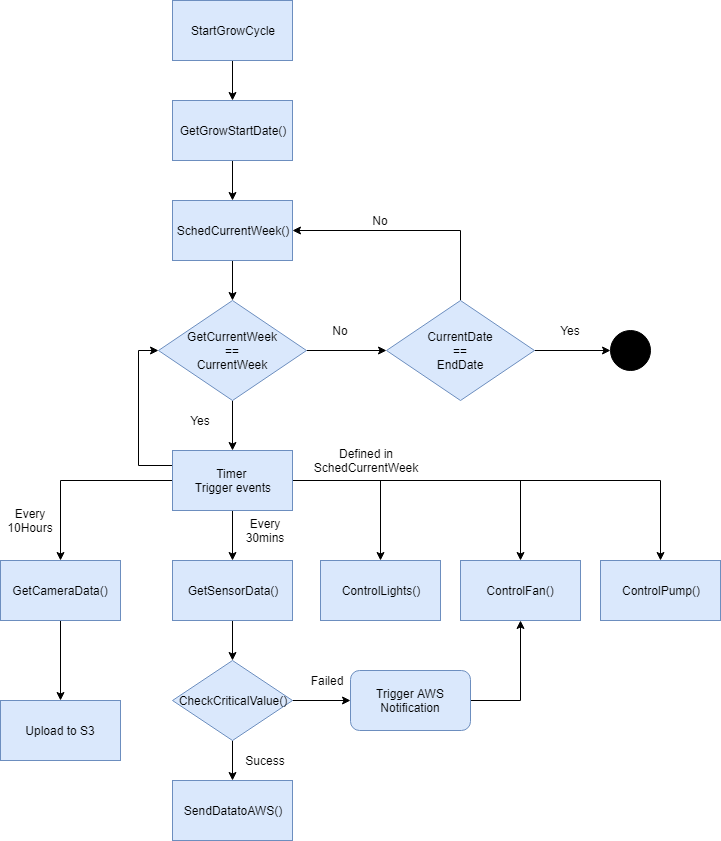 StartGrowCycle
GetGrowStartDate()
SchedCurrentWeek()
No
GetCurrentWeek
==
CurrentWeek
No
CurrentDate
==
EndDate
Yes
Yes
Timer
Trigger events
Defined in
SchedCurrentWeek
Every
10Hours
Every
30mins
GetCameraData()
GetSensorData()
ControlLights()
ControlFan()
ControlPump()
CheckCriticalValue()
Failed
Trigger AWS
Notification
Upload to S3
Sucess
SendDatatoAWS()